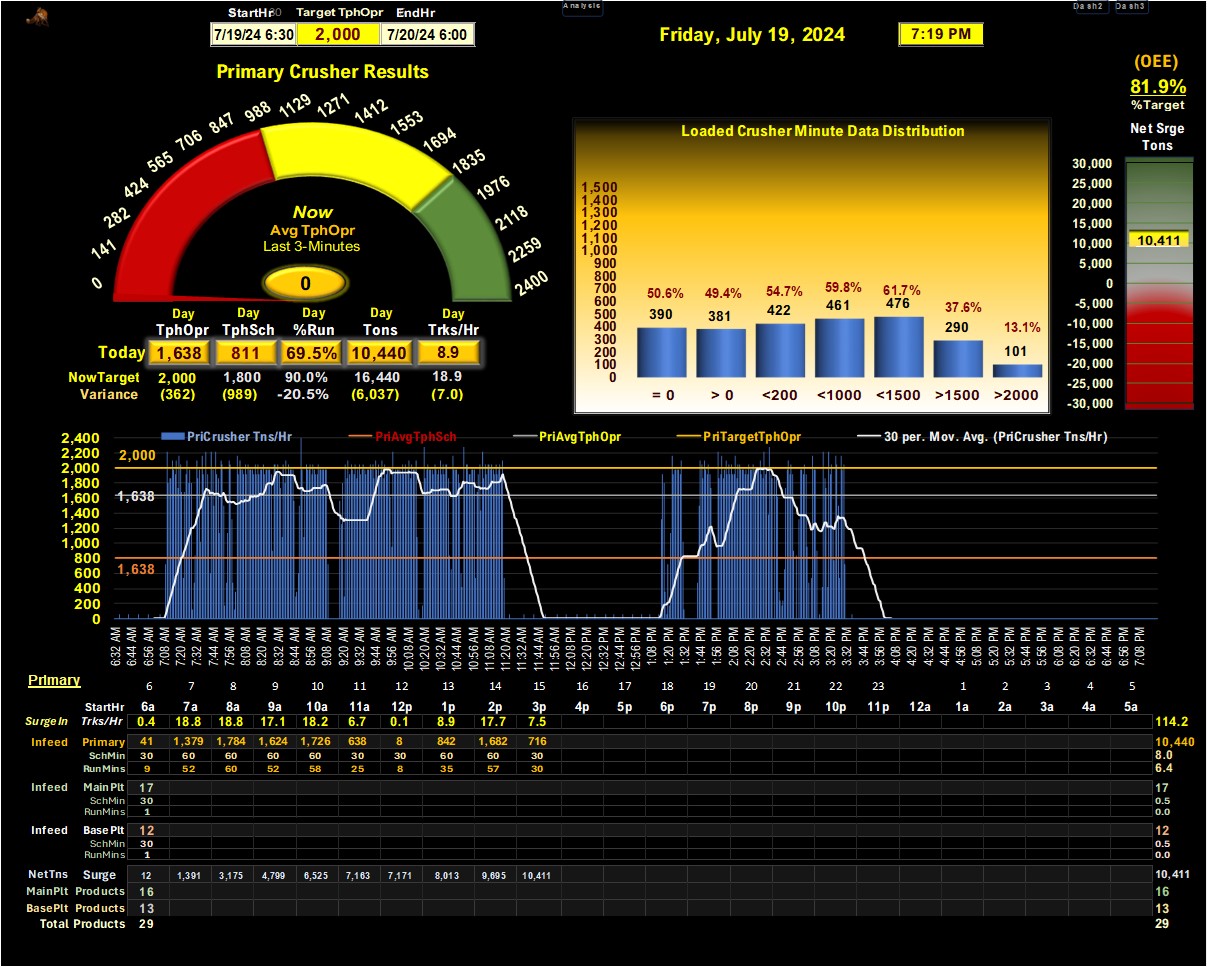 StartHr Target TphOpr EndHr
7/19/24 6:30 2,000 7/20/24 6:00
Analysis
Dash2 Dash3
Friday, July 19, 2024 7:19 PM
(OEE)
81.9%
%Target
Net Srge
Tons
30,000
25,000
20,000
15,000
10,411
10,000
5,000
0
-5,000
-10,000
-15,000
-20,000
-25,000
-30,000
Primary Crusher Results
0 141 282 424 565 706 847 988 1129 1271 1412 1553 1694 1835 1976 2118 2259 2400
Now
Avg TphOpr
Last 3-Minutes
0
Day Day Day Day Day
TphOpr TphSch %Run Tons Trks/Hr
Today 1,638 811 69.5% 10,440 8.9
NowTarget 2,000 1,800 90.0% 16,440 18.9
Variance (362) (989) -20.5% (6,037) (7.0)
Loaded Crusher Minute Data Distribution
1,500
1,400
1,300
1,200
1,100
1,000
900
800
700
600
500
400
300
200
100
0
50.6% 49.4% 54.7% 59.8% 61.7% 37.6% 13.1%
390 381 422 461 476 290 101
= 0 > 0 <200 <1000 <1500 >1500 >2000
PriCrusher Tns/Hr PriAvgTphSch PriAvgTphOpr PriTargetTphOpr 30 per. Mov. Avg. (PriCrusher Tns/Hr)
2,400
2,200
2,000
2,000
1,800
1,600
1,638
1,400
1,200
1,000
800
600
1,638
400
200
0
6:32 AM 6:44 AM 6:56 AM 7:08 AM 7:20 AM 7:32 AM 7:44 AM 7:56 AM 8:08 AM 8:20 AM 8:32 AM 8:44 AM 8:56 AM 9:08 AM 9:20 AM 9:32 AM 9:44 AM 9:56 AM 10:08 AM 10:20 AM 10:32 AM 10:44 AM 10:56 AM 11:08 AM 11:20 AM 11:32 AM 11:44 AM 11:56 AM 12:08 PM 12:20 PM 12:32 PM 12:44 PM 12:56 PM 1:08 PM 1:20 PM 1:32 PM 1:44 PM 1:56 PM 2:08 PM 2:20 PM 2:32 PM 2:44 PM 2:56 PM 3:08 PM 3:20 PM 3:32 PM 3:44 PM 3:56 PM 4:08 PM 4:20 PM 4:32 PM 4:44 PM 4:56 PM 5:08 PM 5:20 PM 5:32 PM 5:44 PM 5:56 PM 6:08 PM 6:20 PM 6:32 PM 6:44 PM 6:56 PM 7:08 PM
Primary
6 7 8 9 10 11 12 13 14 15 16 17 18 19 20 21 22 23 1 2 3 4 5
StartHr 6a 7a 8a 9a 10a 11a 12p 1p 2p 3p 4p 5p 6p 7p 8p 9p 10p 11p 12a 1a 2a 3a 4a 5a
SurgeIn Trks/Hr 0.4 18.8 18.8 17.1 18.2 6.7 0.1 8.9 17.7 7.5 114.2
Infeed Primary 41 1,379 1,784 1,624 1,726 638 8 842 1,682 716 10,440
SchMin 30 60 60 60 60 30 30 60 60 30 8.0
RunMins 9 52 60 52 58 25 8 35 57 30 6.4
Infeed MainPlt 17 17
SchMin 30 0.5
RunMins 1 0.0
Infeed BasePlt 12 12
SchMin 30 0.5
RunMins 1 0.0
NetTns Surge 12 1,391 3,175 4,799 6,525 7,163 7,171 8,013 9,695 10,411 10,411
MainPlt Products 16 16
BasePlt Products 13 13
Total Products 29 29